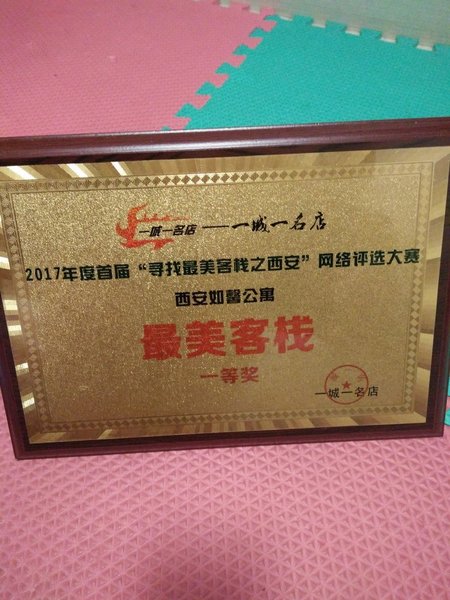 一城一名店——一城一名店
2017年度首届“寻找最美客栈之西安”网络评选大赛
西安如馨公寓
最美客栈
一等奖
一城一名店